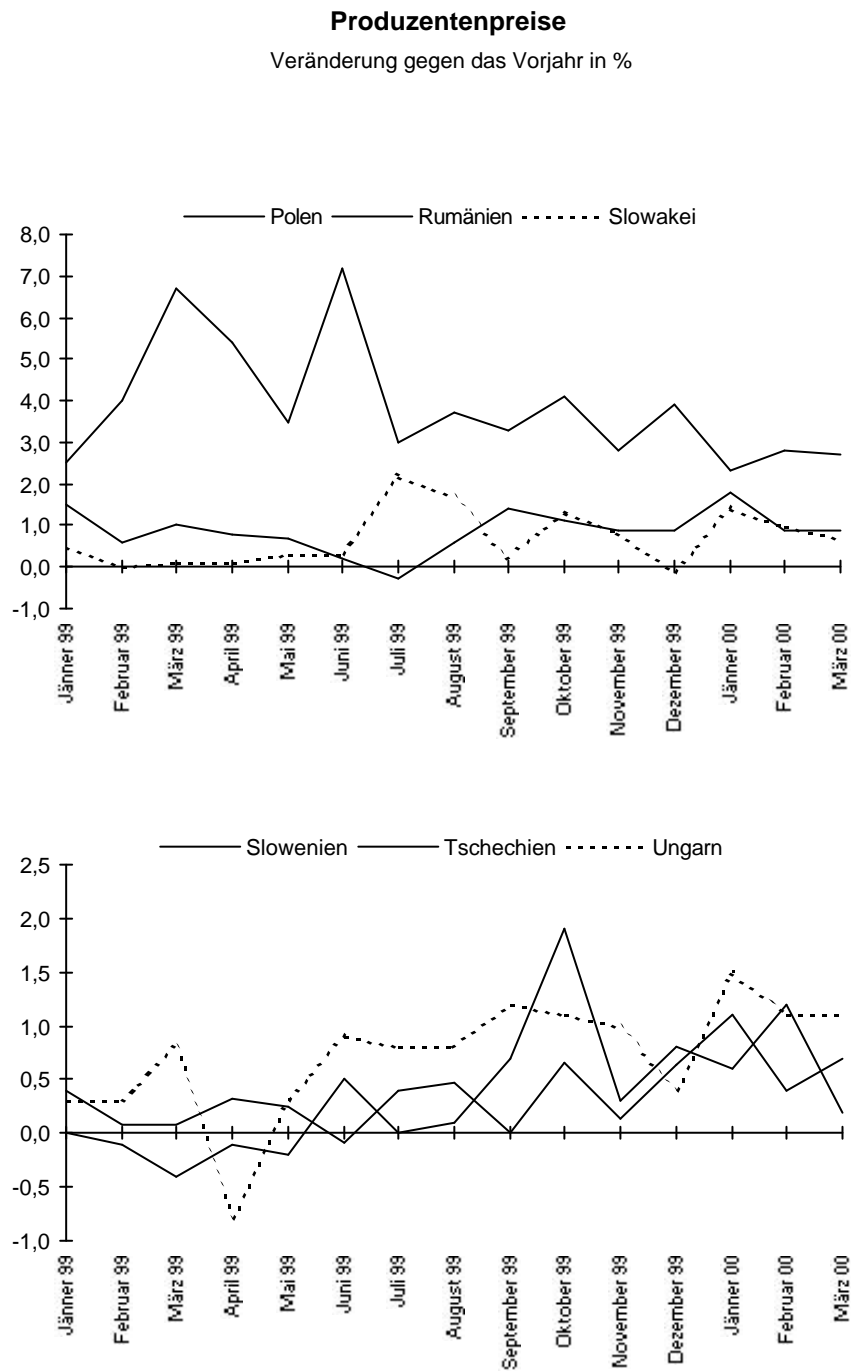 Produzentenpreise
Veränderung gegen das Vorjahr in %
Polen Rumänien Slowakei
8,0
7,0
6,0
5,0
4,0
3,0
2,0
1,0
0,0
-1,0
Jänner 99
Februar 99
März 99
April 99
Mai 99
Juni 99
Juli 99
August 99
September 99
Oktober 99
November 99
Dezember 99
Jänner 00
Februar 00
März 00
Slowenien Tschechien Ungarn
2,5
2,0
1,5
1,0
0,5
0,0
-0,5
-1,0
Jänner 99
Februar 99
März 99
April 99
Mai 99
Juni 99
Juli 99
August 99
September 99
Oktober 99
November 99
Dezember 99
Jänner 00
Februar 00
März 00